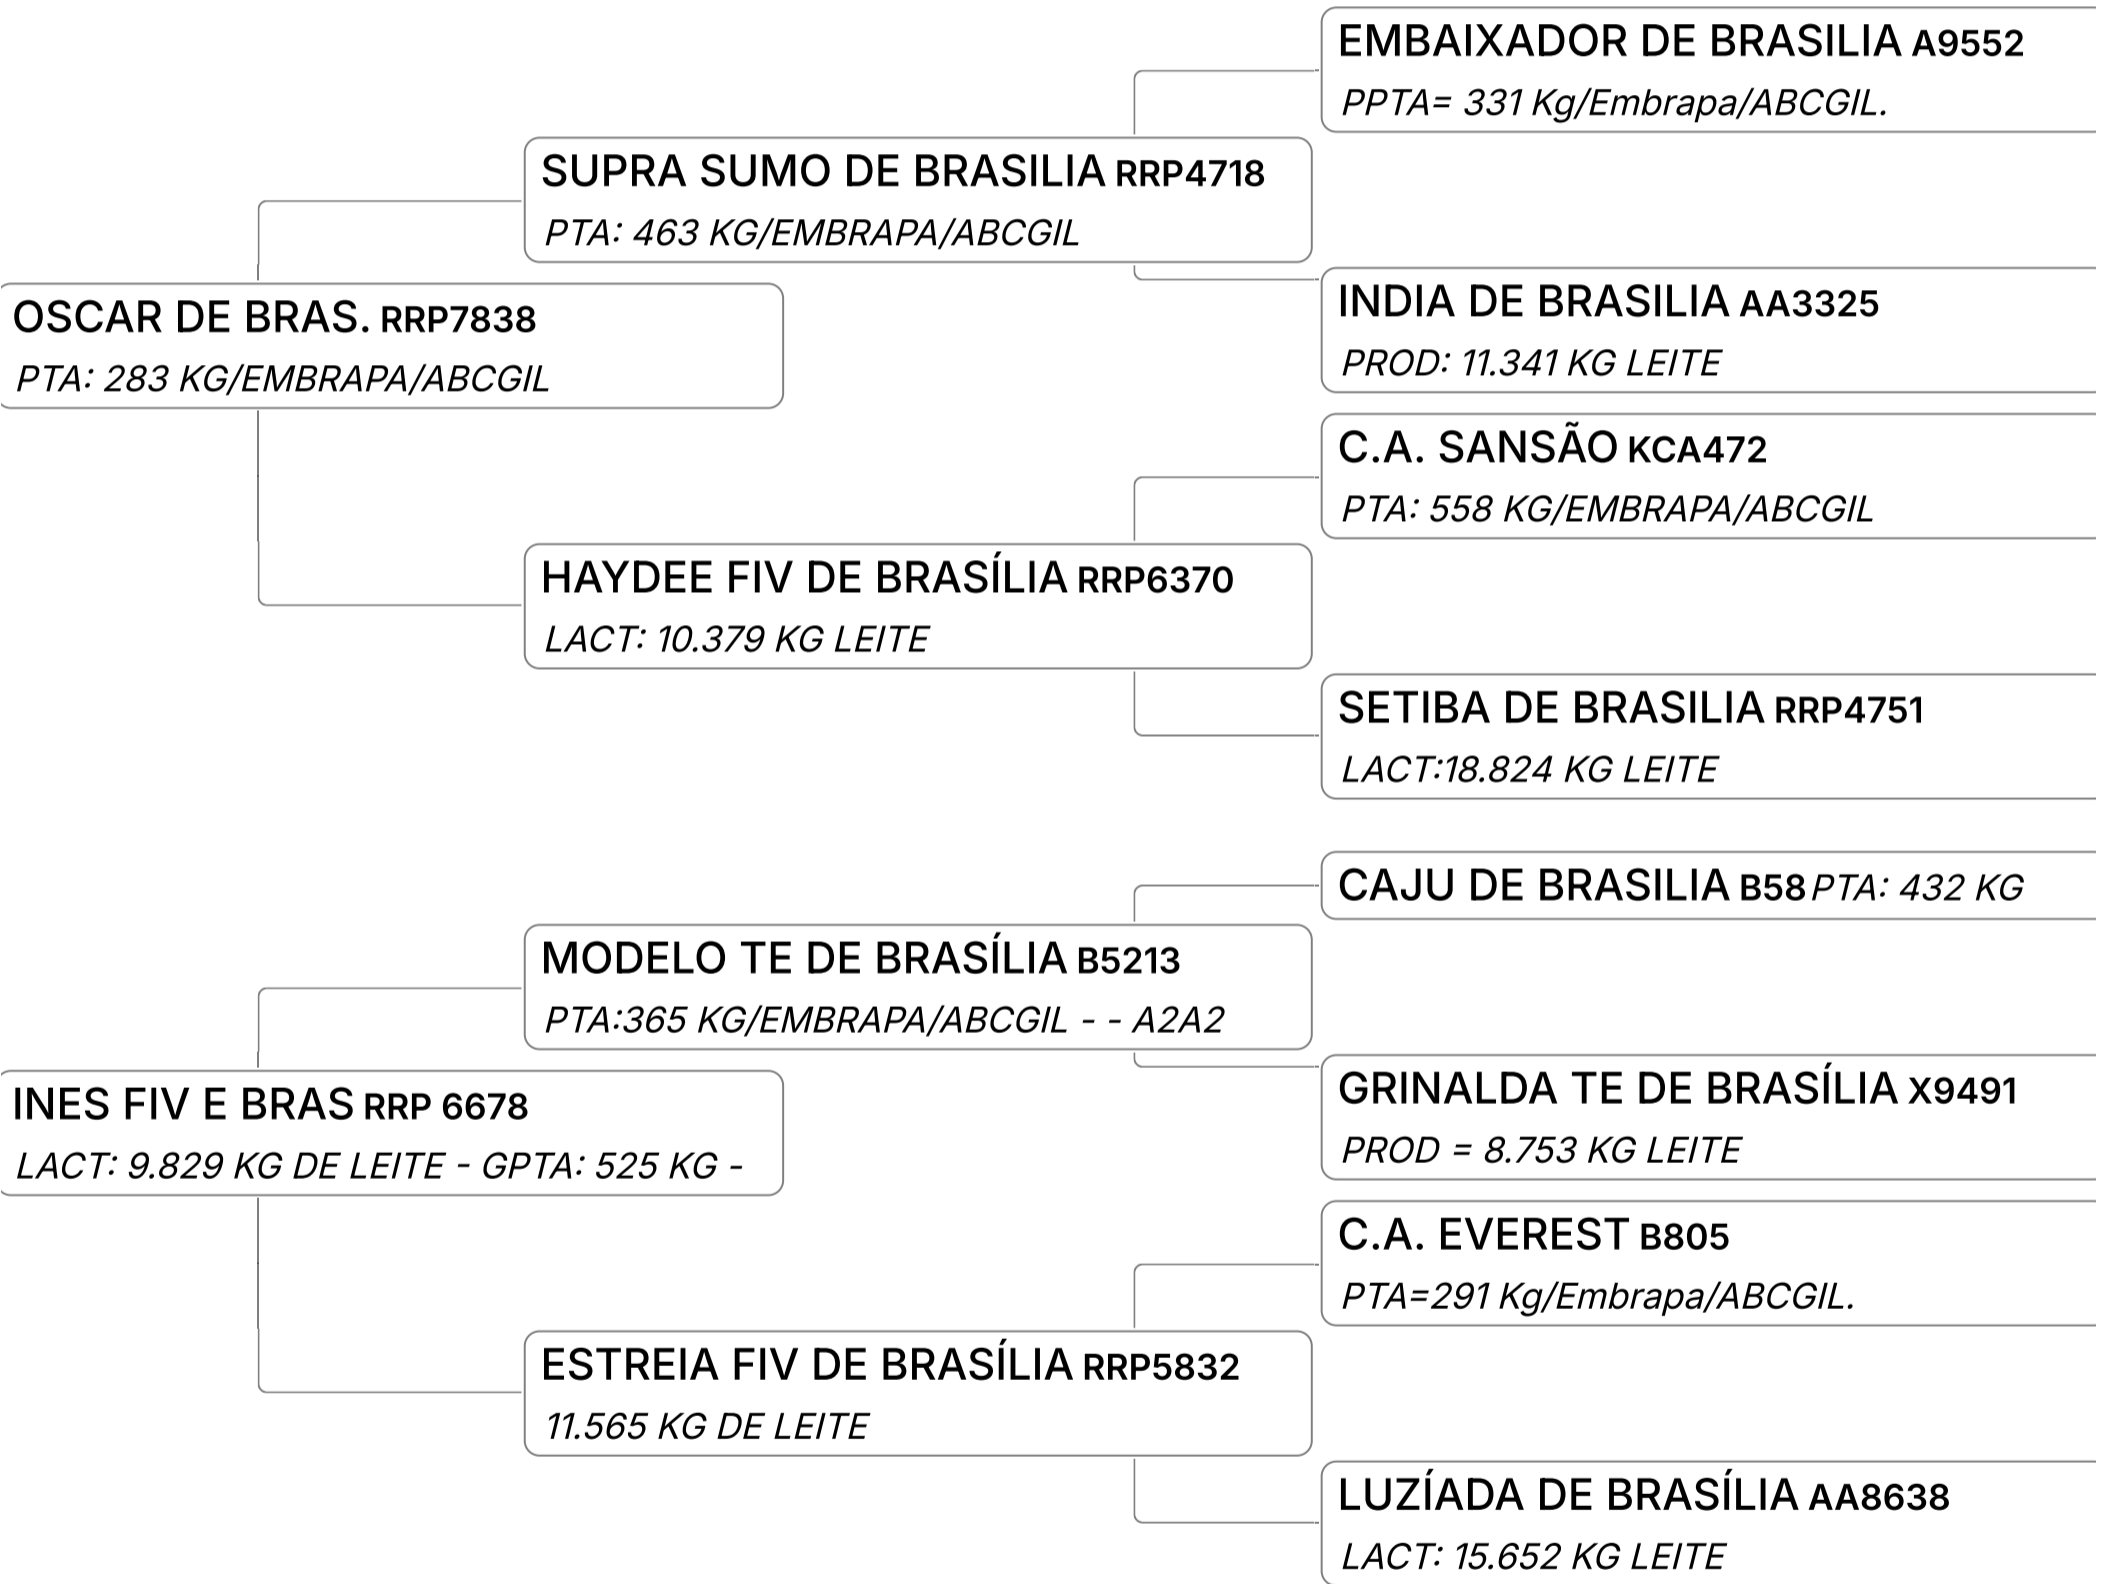 EMBAIXADOR DE BRASILIA A9552
PPTA= 331 Kg/Embrapa/ABCGIL.
SUPRA SUMO DE BRASILIA RRP4718
PTA: 463 KG/EMBRAPA/ABCGIL
INDIA DE BRASILIA AA3325
PROD: 11.341 KG LEITE
OSCAR DE BRAS. RRP7838
PTA: 283 KG/EMBRAPA/ABCGIL
C.A. SANSÃO KCA472
PTA: 558 KG/EMBRAPA/ABCGIL
HAYDEE FIV DE BRASÍLIA RRP6370
LACT: 10.379 KG LEITE
SETIBA DE BRASILIA RRP4751
LACT:18.824 KG LEITE
CAJU DE BRASILIA B58 PTA: 432 KG
MODELO TE DE BRASÍLIA B5213
PTA:365 KG/EMBRAPA/ABCGIL - - A2A2
GRINALDA TE DE BRASÍLIA X9491
PROD = 8.753 KG LEITE
INES FIV E BRAS RRP 6678
LACT: 9.829 KG DE LEITE - GPTA: 525 KG -
C.A. EVEREST B805
PTA=291 Kg/Embrapa/ABCGIL.
ESTREIA FIV DE BRASÍLIA RRP5832
11.565 KG DE LEITE
LUZÍADA DE BRASÍLIA AA8638
LACT: 15.652 KG LEITE